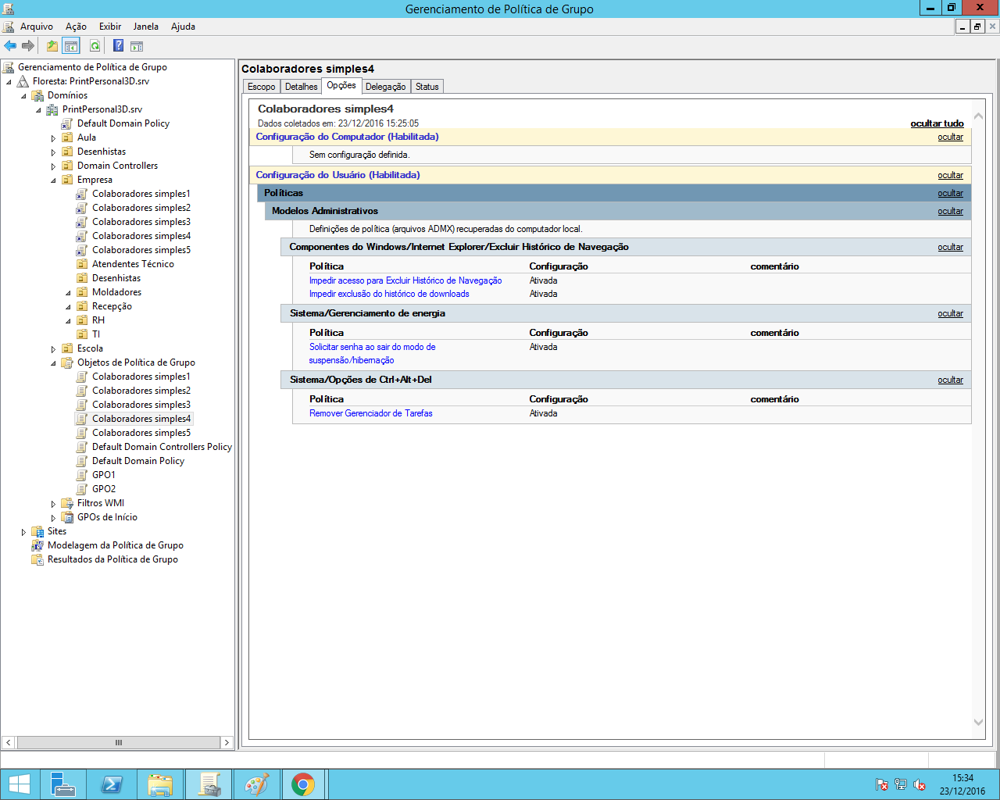 Gerenciamento de Política de Grupo
Arquivo Ação Exibir Janela Ajuda
Gerenciamento de Política de Grupo
Floresta: PrintPersonal3D.srv
Domínios
PrintPersonal3D.srv
Default Domain Policy
Aula
Desenhistas
Domain Controllers
Empresa
Colaboradores simples1
Colaboradores simples2
Colaboradores simples3
Colaboradores simples4
Colaboradores simples5
Atendentes Técnico
Desenhistas
Moldadores
Recepção
RH
TI
Escola
Objetos de Política de Grupo
Colaboradores simples1
Colaboradores simples2
Colaboradores simples3
Colaboradores simples4
Colaboradores simples5
Default Domain Controllers Policy
Default Domain Policy
GPO1
GPO2
Filtros WMI
GPOs de Início
Sites
Modelagem da Política de Grupo
Resultados da Política de Grupo
Colaboradores simples4
Escopo Detalhes Opções Delegação Status
Colaboradores simples4
Dados coletados em: 23/12/2016 15:25:05 ocultar tudo
Configuração do Computador (Habilitada) ocultar
Sem configuração definida.
Configuração do Usuário (Habilitada) ocultar
Políticas ocultar
Modelos Administrativos ocultar
Definições de política (arquivos ADMX) recuperadas do computador local.
Componentes do Windows/Internet Explorer/Excluir Histórico de Navegação ocultar
Política Configuração comentário
Impedir acesso para Excluir Histórico de Navegação Ativada
Impedir exclusão do histórico de downloads Ativada
Sistema/Gerenciamento de energia ocultar
Política Configuração comentário
Solicitar senha ao sair do modo de Ativada
suspensão/hibernação
Sistema/Opções de Ctrl+Alt+Del ocultar
Política Configuração comentário
Remover Gerenciador de Tarefas Ativada
15:34
23/12/2016